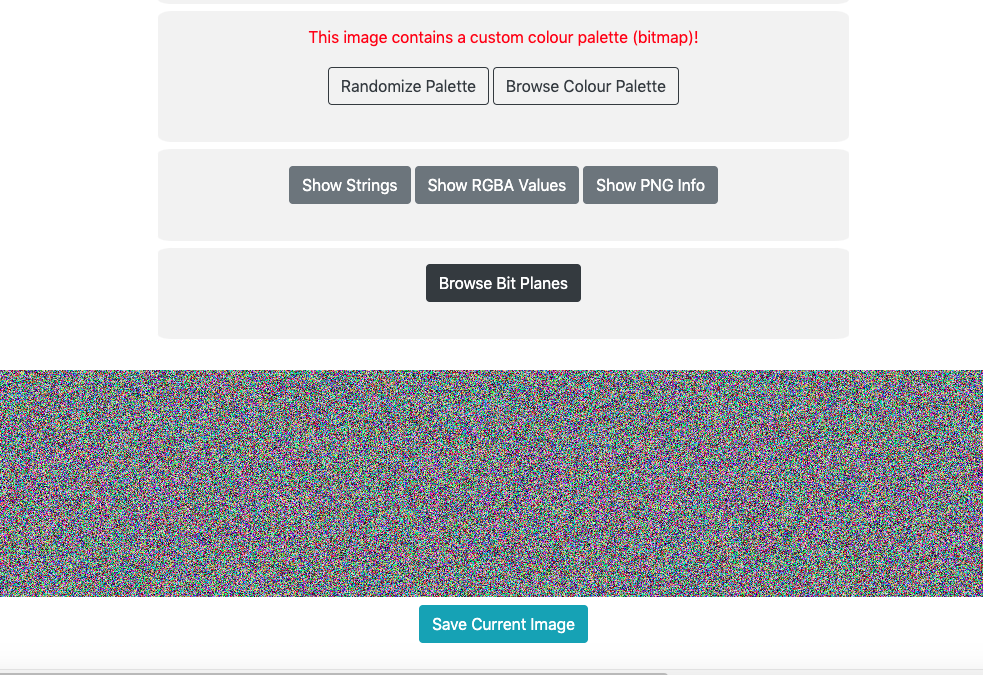 This image contains a custom colour palette (bitmap)!
Randomize Palette Browse Colour Palette
Show Strings Show RGBA Values Show PNG Info
Browse Bit Planes
Save Current Image